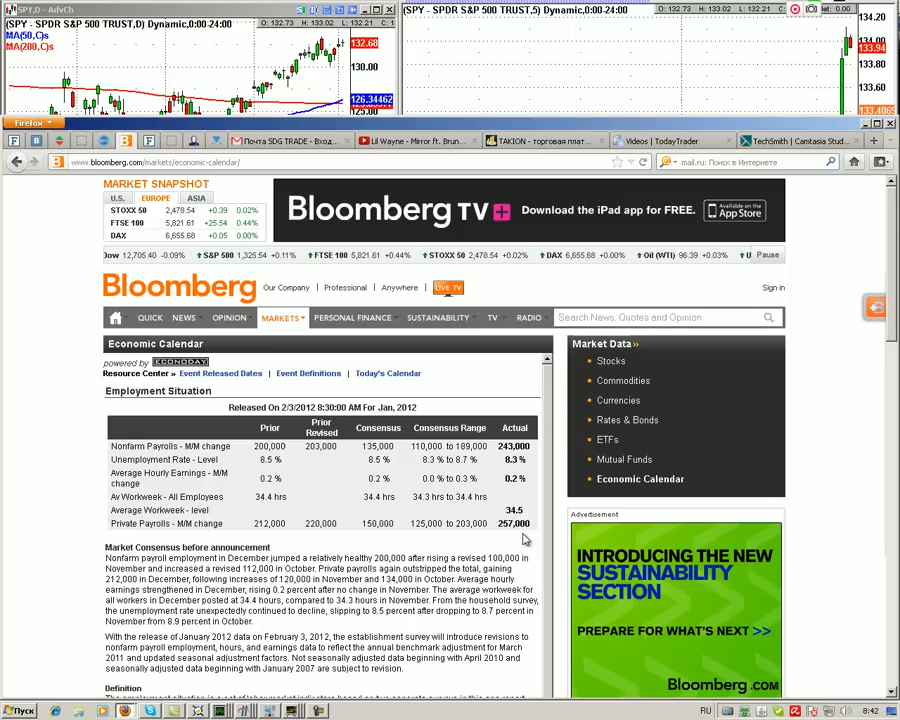 (SPY,D) - AdvCh
(SPY - SPDR S&P 500 TRUST,D) Dynamic,0:00-24:00
O: 132.73 H: 133.02 L: 132.21 C:
MA(50,C)s
MA(200,C)s
132.68
130.00
126.34462
125.00
(SPY - SPDR S&P 500 TRUST,5) Dynamic,0:00-24:00
O: 132.73 H: 133.02 L: 132.21 0.00
134.20
134.00
133.94
133.80
133.60
133.4065
Firefox
Почта SDG TRADE - Вход...
Lil Wayne - Mirror ft. Brun...
TAKION - торговая плат...
Videos | TodayTrader
TechSmith | Camtasia Stud...
www.bloomberg.com/markets/economic-calendar/
mail.ru: Поиск в Интернете
MARKET SNAPSHOT
U.S. EUROPE ASIA
STOXX 50 2,478.54 +0.39 0.02%
FTSE 100 5,821.61 +25.54 0.44%
DAX 6,655.68 +0.05 0.00%
Bloomberg TV + Download the iPad app for FREE. Available on the App Store
Dow 12,705.40 -0.09% S&P 500 1,325.54 +0.11% FTSE 100 5,821.61 +0.44% STOXX 50 2,478.54 +0.02% DAX 6,655.68 +0.00% Oil (WTI) 96.39 +0.03% U Pause
Bloomberg Our Company | Professional | Anywhere | LIVE TV Sign in
QUICK NEWS OPINION MARKETS PERSONAL FINANCE SUSTAINABILITY TV RADIO Search News, Quotes and Opinion
Economic Calendar
powered by ECONODAY
Resource Center » Event Released Dates | Event Definitions | Today's Calendar
Employment Situation
Released On 2/3/2012 8:30:00 AM For Jan, 2012
Prior Prior Revised Consensus Consensus Range Actual
Nonfarm Payrolls - M/M change 200,000 203,000 135,000 110,000 to 189,000 243,000
Unemployment Rate - Level 8.5 % 8.5 % 8.3 % to 8.7 % 8.3 %
Average Hourly Earnings - M/M change 0.2 % 0.2 % 0.0 % to 0.3 % 0.2 %
Av Workweek - All Employees 34.4 hrs 34.4 hrs 34.3 hrs to 34.4 hrs
Average Workweek - level 34.5
Private Payrolls - M/M change 212,000 220,000 150,000 125,000 to 203,000 257,000
Market Consensus before announcement
Nonfarm payroll employment in December jumped a relatively healthy 200,000 after rising a revised 100,000 in
November and increased a revised 112,000 in October. Private payrolls again outstripped the total, gaining
212,000 in December, following increases of 120,000 in November and 134,000 in October. Average hourly
earnings strengthened in December, rising 0.2 percent after no change in November. The average workweek for
all workers in December posted at 34.4 hours, compared to 34.3 hours in November. From the household survey,
the unemployment rate unexpectedly continued to decline, slipping to 8.5 percent after dropping to 8.7 percent in
November from 8.9 percent in October.
With the release of January 2012 data on February 3, 2012, the establishment survey will introduce revisions to
nonfarm payroll employment, hours, and earnings data to reflect the annual benchmark adjustment for March
2011 and updated seasonal adjustment factors. Not seasonally adjusted data beginning with April 2010 and
seasonally adjusted data beginning with January 2007 are subject to revision.
Definition
Market Data »
Stocks
Commodities
Currencies
Rates & Bonds
ETFs
Mutual Funds
Economic Calendar
Advertisement
INTRODUCING THE NEW
SUSTAINABILITY
SECTION
PREPARE FOR WHAT'S NEXT >>
Bloomberg.COM
Пуск
RU
8:42